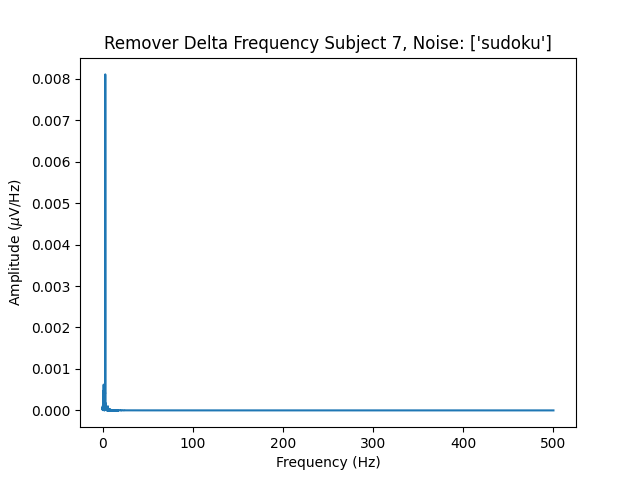 Remover Delta Frequency Subject 7, Noise: ['sudoku']
0.008
0.007
0.006
0.005
0.004
0.003
0.002
0.001
0.000
Amplitude (µV/Hz)
0 100 200 300 400 500
Frequency (Hz)